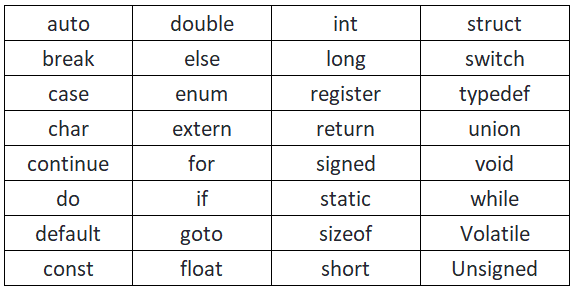 auto double int struct
break else long switch
case enum register typedef
char extern return union
continue for signed void
do if static while
default goto sizeof Volatile
const float short Unsigned